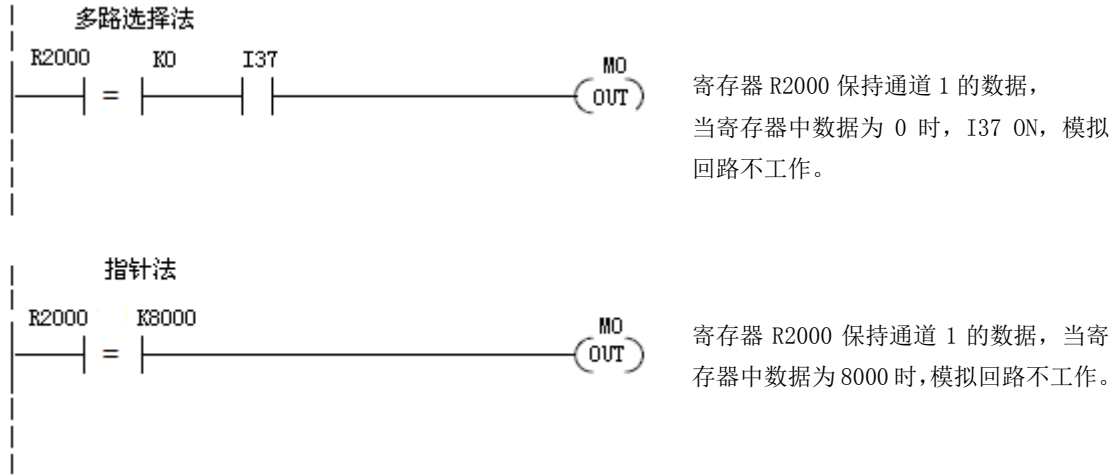 多路选择法
R2000 K0 I37 M0
= OUT
寄存器 R2000 保持通道 1 的数据，
当寄存器中数据为 0 时，I37 ON，模拟
回路不工作。
指针法
R2000 K8000 M0
= OUT
寄存器 R2000 保持通道 1 的数据，当寄
存器中数据为 8000 时，模拟回路不工作。